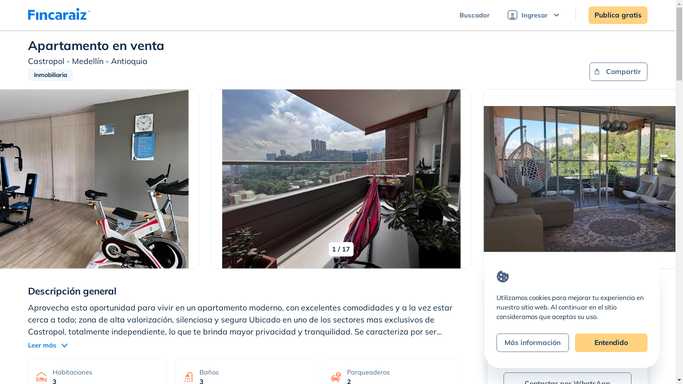 Fincaraiz
Buscador
Ingresar
Publica gratis
Apartamento en venta
Castropol - Medellín - Antioquia
Inmobiliaria
Compartir
1 / 17
Descripción general
Aprovecha esta oportunidad para vivir en un apartamento moderno, con excelentes comodidades y a la vez estar
cerca a todo; zona de alta valorización, silenciosa y segura Ubicado en uno de los sectores mas exclusivos de
Castropol, totalmente independiente, lo que te brinda mayor privacidad y tranquilidad. Se caracteriza por ser...
Leer más
Habitaciones
3
Baños
3
Parqueaderos
2
Utilizamos cookies para mejorar tu experiencia en
nuestro sitio web. Al continuar en el sitio
consideramos que aceptas su uso.
Más información
Entendido
Contactar por WhatsApp